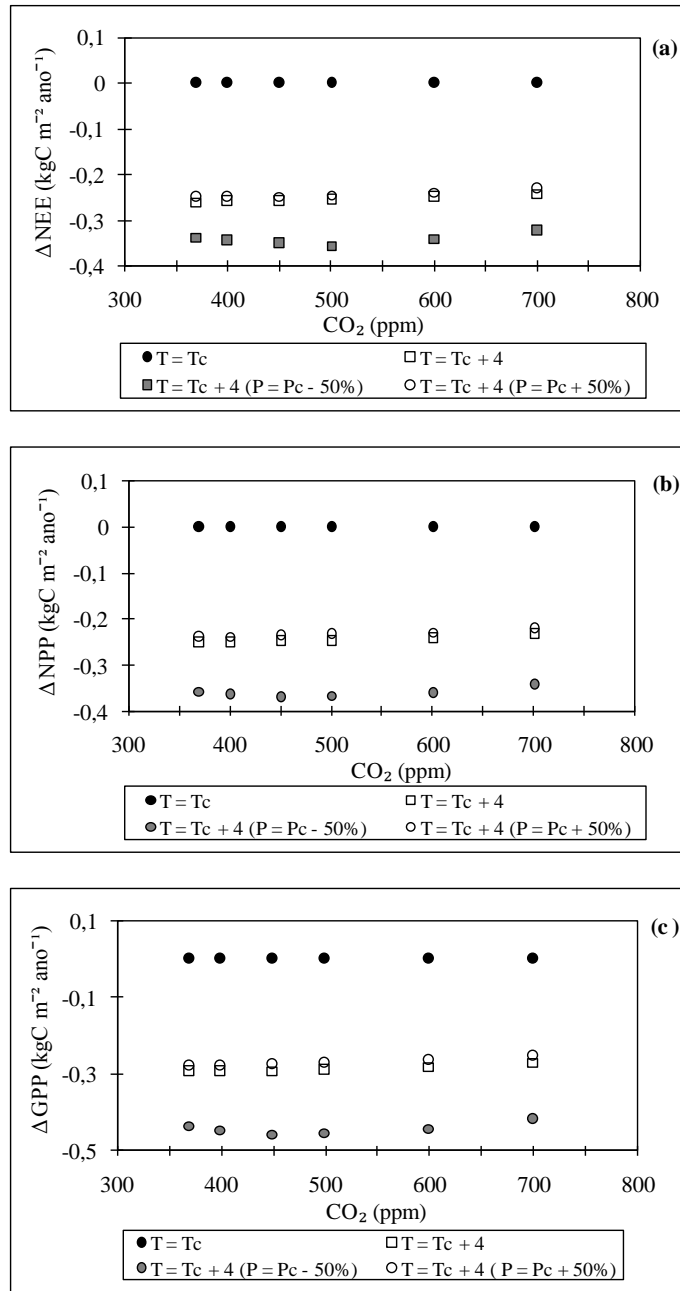 (a)
ΔNEE (kgC m⁻² ano⁻¹)
0,1
0
-0,1
-0,2
-0,3
-0,4
300 400 500 600 700 800
CO₂ (ppm)
T = Tc
T = Tc + 4
T = Tc + 4 (P = Pc - 50%)
T = Tc + 4 (P = Pc + 50%)
(b)
ΔNPP (kgC m⁻² ano⁻¹)
0,1
0
-0,1
-0,2
-0,3
-0,4
300 400 500 600 700 800
CO₂ (ppm)
T = Tc
T = Tc + 4
T = Tc + 4 (P = Pc - 50%)
T = Tc + 4 (P = Pc + 50%)
(c )
ΔGPP (kgC m⁻² ano⁻¹)
0,1
-0,1
-0,3
-0,5
300 400 500 600 700 800
CO₂ (ppm)
T = Tc
T = Tc + 4
T = Tc + 4 (P = Pc - 50%)
T = Tc + 4 ( P = Pc + 50%)